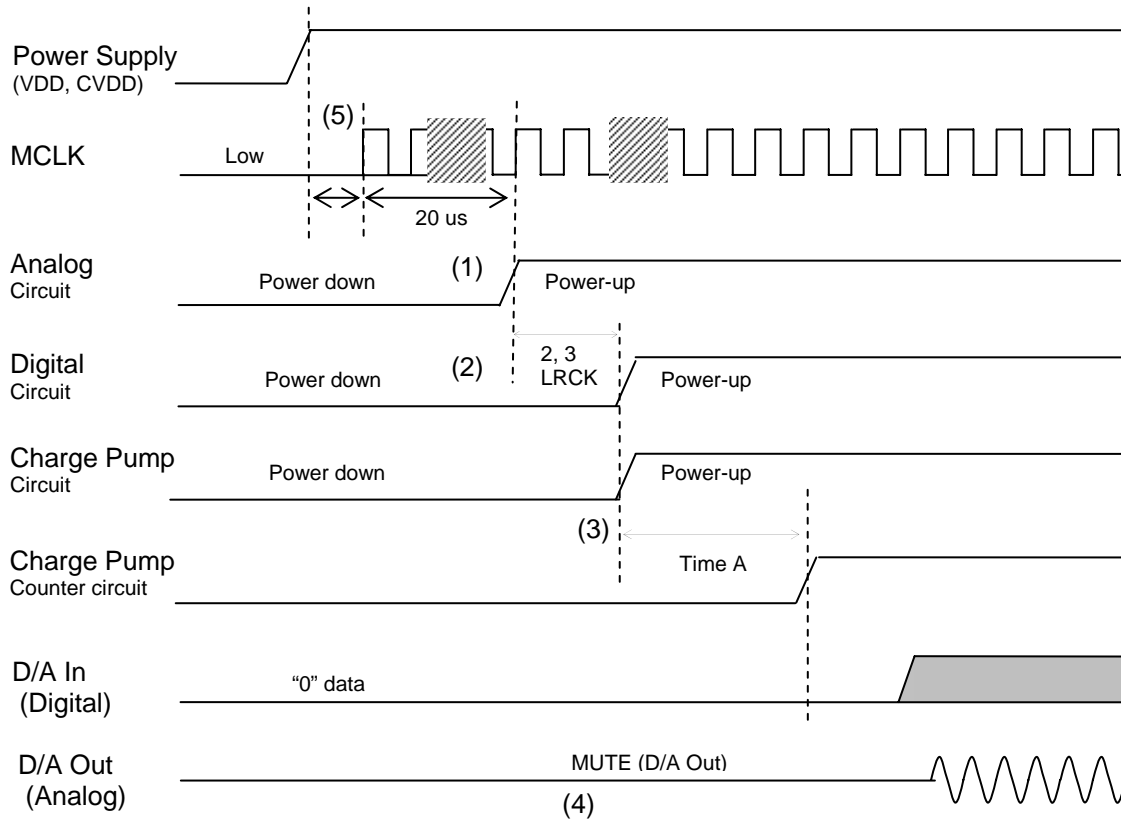 Power Supply
(VDD, CVDD)
(5)
MCLK
Low
20 us
Analog
Circuit
Power down
(1)
Power-up
Digital
Circuit
Power down
(2)
2, 3
LRCK
Power-up
Charge Pump
Circuit
Power down
Power-up
(3)
Charge Pump
Counter circuit
Time A
D/A In
(Digital)
“0” data
D/A Out
(Analog)
MUTE (D/A Out)
(4)